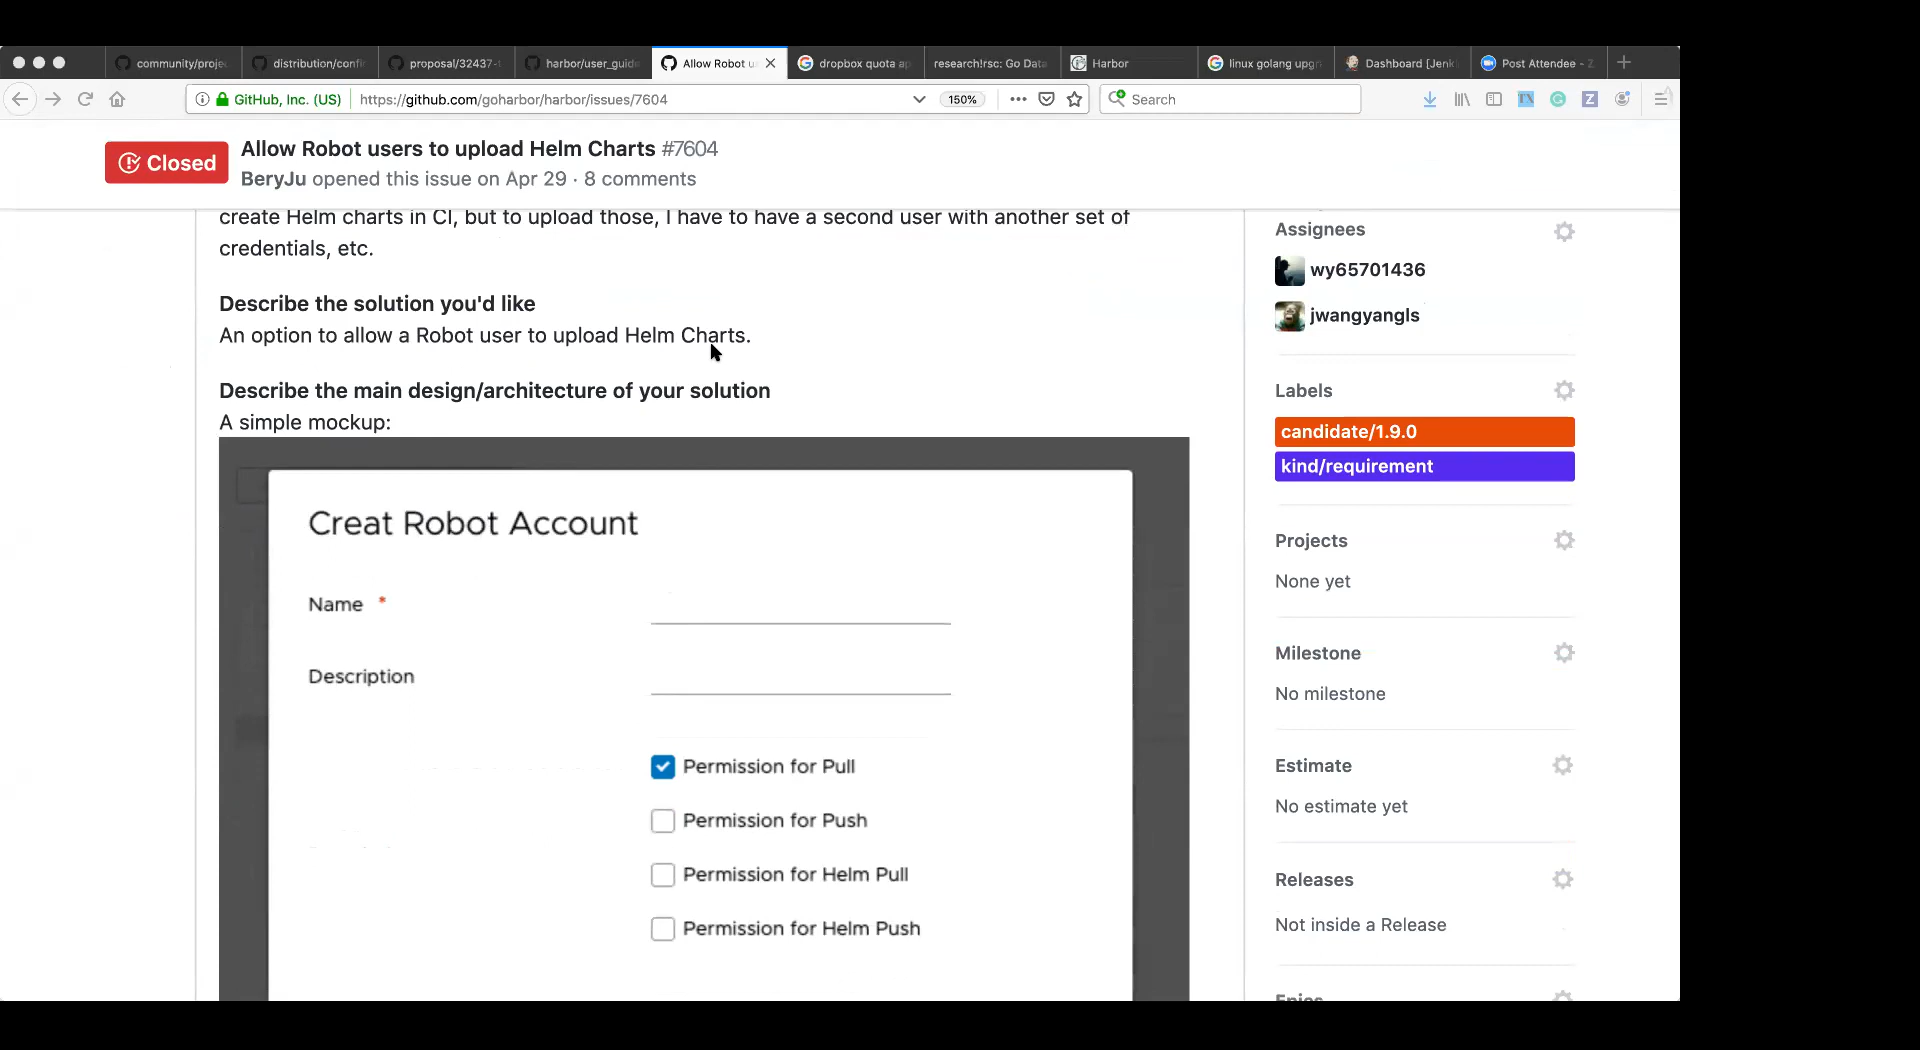 community/proje
distribution/confi
proposal/32437-
harbor/user_guid
Allow Robot u
dropbox quota ap
research!rsc: Go Dat
Harbor
linux golang upgr
Dashboard [Jenk
Post Attendee - Z
GitHub, Inc. (US)
https://github.com/goharbor/harbor/issues/7604
150%
Search
Closed
Allow Robot users to upload Helm Charts #7604
BeryJu opened this issue on Apr 29 · 8 comments
create Helm charts in CI, but to upload those, I have to have a second user with another set of
credentials, etc.
Describe the solution you'd like
An option to allow a Robot user to upload Helm Charts.
Describe the main design/architecture of your solution
A simple mockup:
Creat Robot Account
Name *
Description
Permission for Pull
Permission for Push
Permission for Helm Pull
Permission for Helm Push
Assignees
wy65701436
jwangyangls
Labels
candidate/1.9.0
kind/requirement
Projects
None yet
Milestone
No milestone
Estimate
No estimate yet
Releases
Not inside a Release